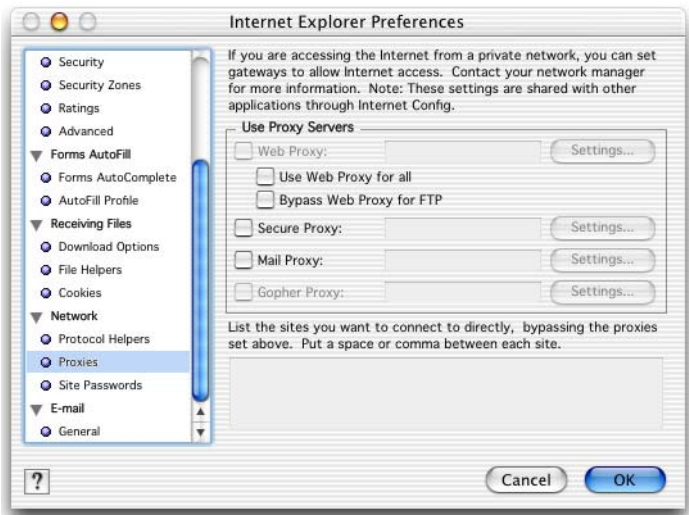 Internet Explorer Preferences
Security
Security Zones
Ratings
Advanced
Forms AutoFill
Forms AutoComplete
AutoFill Profile
Receiving Files
Download Options
File Helpers
Cookies
Network
Protocol Helpers
Proxies
Site Passwords
E-mail
General
If you are accessing the Internet from a private network, you can set
gateways to allow Internet access. Contact your network manager
for more information. Note: These settings are shared with other
applications through Internet Config.
Use Proxy Servers
Web Proxy: Settings...
Use Web Proxy for all
Bypass Web Proxy for FTP
Secure Proxy: Settings...
Mail Proxy: Settings...
Gopher Proxy: Settings...
List the sites you want to connect to directly, bypassing the proxies
set above. Put a space or comma between each site.
?
Cancel
OK